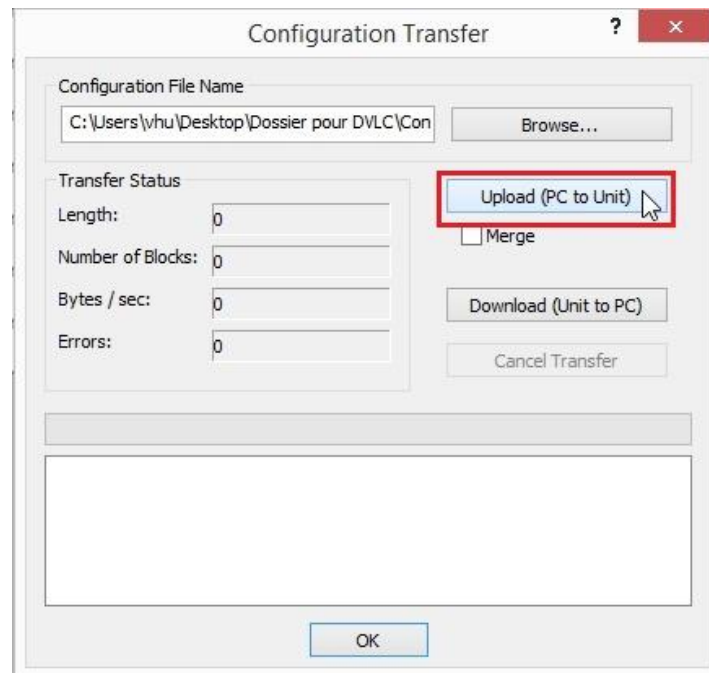 Configuration Transfer
? ×
Configuration File Name
C:\Users\vhu\Desktop\Dossier pour DVLC\Con
Browse...
Transfer Status
Length: 0
Number of Blocks: 0
Bytes / sec: 0
Errors: 0
Upload (PC to Unit)
Merge
Download (Unit to PC)
Cancel Transfer
OK